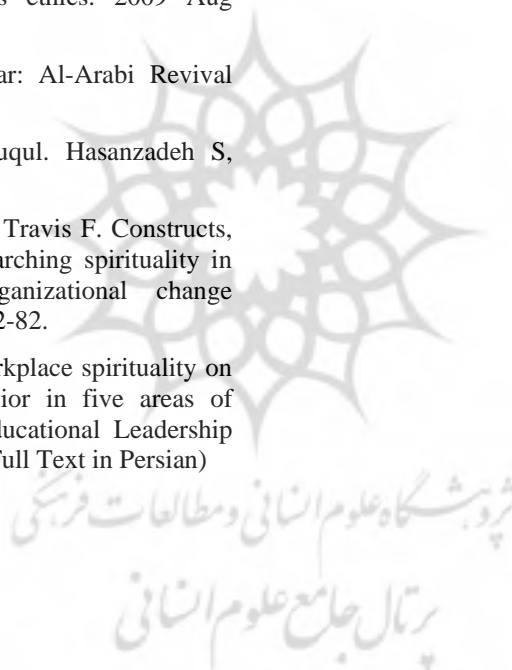 s ethics. 2009 Aug
ar: Al-Arabi Revival
uqul. Hasanzadeh S,
Travis F. Constructs,
arching spirituality in
ganizational change
2-82.
rkplace spirituality on
ior in five areas of
ducational Leadership
Full Text in Persian)
پژوهشگاه علوم انسانی و مطالعات فرهنگی
پرتال جامع علوم انسانی